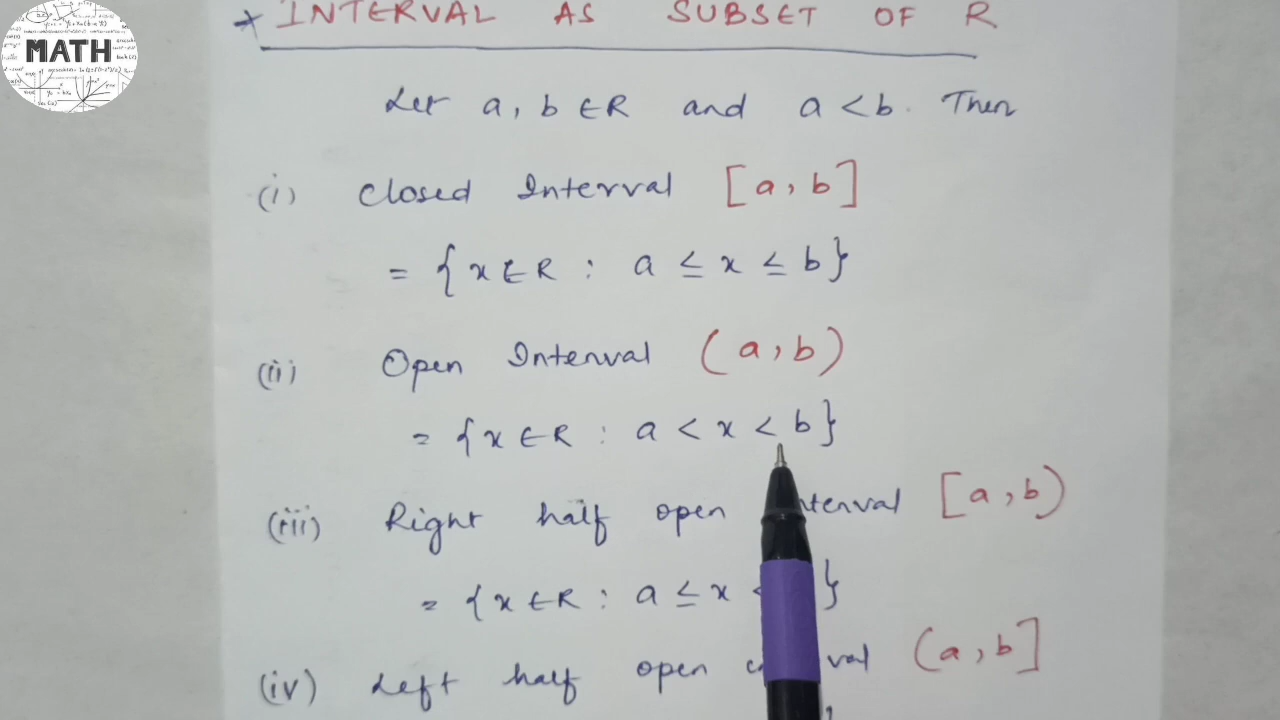 MATH
* INTERVAL AS SUBSET OF R
Let a, b ∈ R and a < b. Then
(i) Closed Interval [a, b]
= {x ∈ R : a ≤ x ≤ b}
(ii) Open Interval (a, b)
= {x ∈ R : a < x < b}
(iii) Right half open Interval [a, b)
= {x ∈ R : a ≤ x < }
(iv) Left half open (a, b]